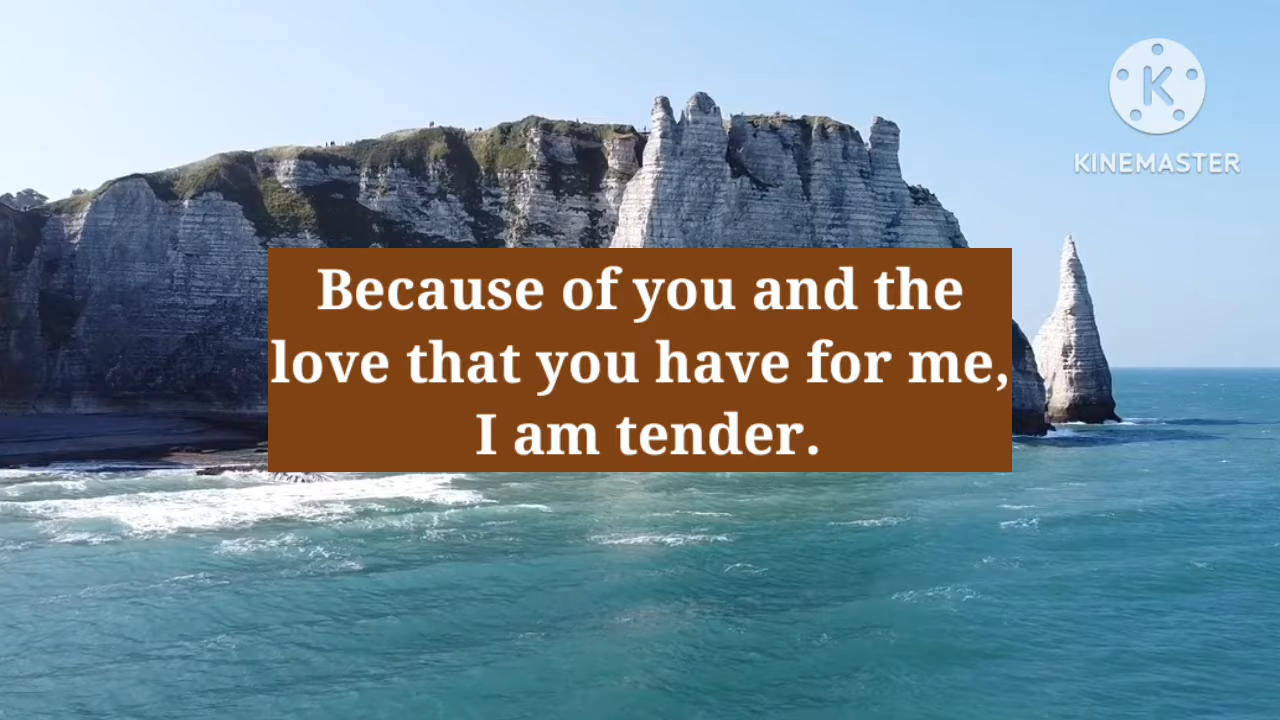 KINEMASTER
Because of you and the
love that you have for me,
I am tender.